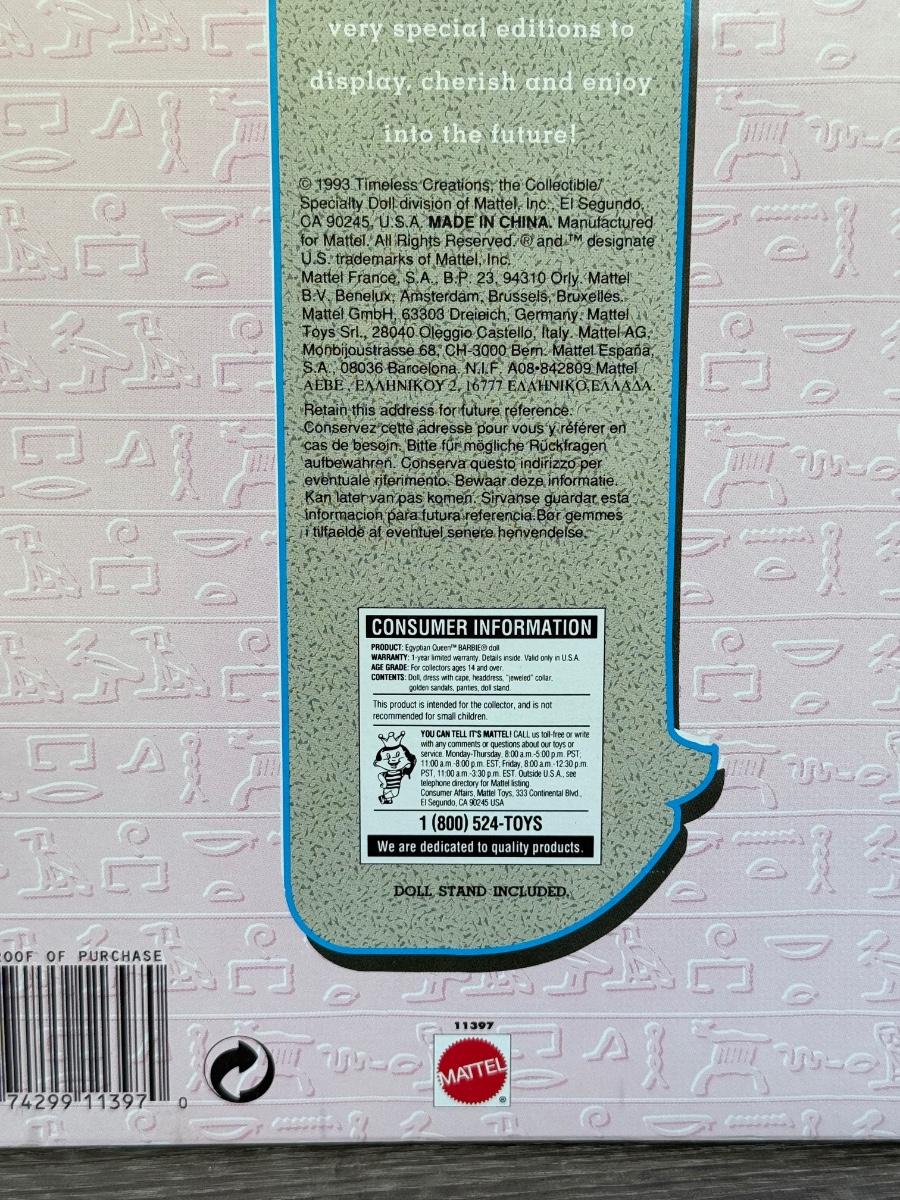 very special editions to
display, cherish and enjoy
into the future!
© 1993 Timeless Creations, the Collectible/
Specialty Doll division of Mattel, Inc., El Segundo,
CA 90245, U.S.A. MADE IN CHINA. Manufactured
for Mattel. All Rights Reserved. ® and ™ designate
U.S. trademarks of Mattel, Inc.
Mattel France, S.A., B.P. 23, 94310 Orly. Mattel
B.V. Benelux, Amsterdam, Brussels, Bruxelles.
Mattel GmbH, 63303 Dreieich, Germany. Mattel
Toys Srl., 28040 Oleggio Castello, Italy. Mattel AG,
Monbijoustrasse 68, CH-3000 Bern. Mattel España,
S.A., 08036 Barcelona. N.I.F. A08•842809 Mattel
AEBE, ΕΛΛΗΝΙΚΟΥ 2, 16777 ΕΛΛΗΝΙΚΟ, ΕΛΛΑΔΑ.
Retain this address for future reference.
Conservez cette adresse pour vous y référer en
cas de besoin. Bitte für mögliche Rückfragen
aufbewahren. Conserva questo indirizzo per
eventuale riferimento. Bewaar deze informatie.
Kan later van pas komen. Sirvanse guardar esta
informacion para futura referencia. Bør gemmes
i tilfaelde af eventuel senere henvendelse.
CONSUMER INFORMATION
PRODUCT: Egyptian Queen™ BARBIE® doll
WARRANTY: 1-year limited warranty. Details inside. Valid only in U.S.A.
AGE GRADE: For collectors ages 14 and over.
CONTENTS: Doll, dress with cape, headdress, "jeweled" collar,
golden sandals, panties, doll stand.
This product is intended for the collector, and is not
recommended for small children.
YOU CAN TELL IT'S MATTEL! CALL us toll-free or write
with any comments or questions about our toys or
service. Monday-Thursday, 8:00 a.m.-5:00 p.m. PST,
11:00 a.m.-8:00 p.m. EST; Friday, 8:00 a.m.-12:30 p.m.
PST, 11:00 a.m.-3:30 p.m. EST. Outside U.S.A., see
telephone directory for Mattel listing.
Consumer Affairs, Mattel Toys, 333 Continental Blvd.,
El Segundo, CA 90245 USA
1 (800) 524-TOYS
We are dedicated to quality products.
DOLL STAND INCLUDED.
ROOF OF PURCHASE
74299 11397 0
11397
MATTEL
®